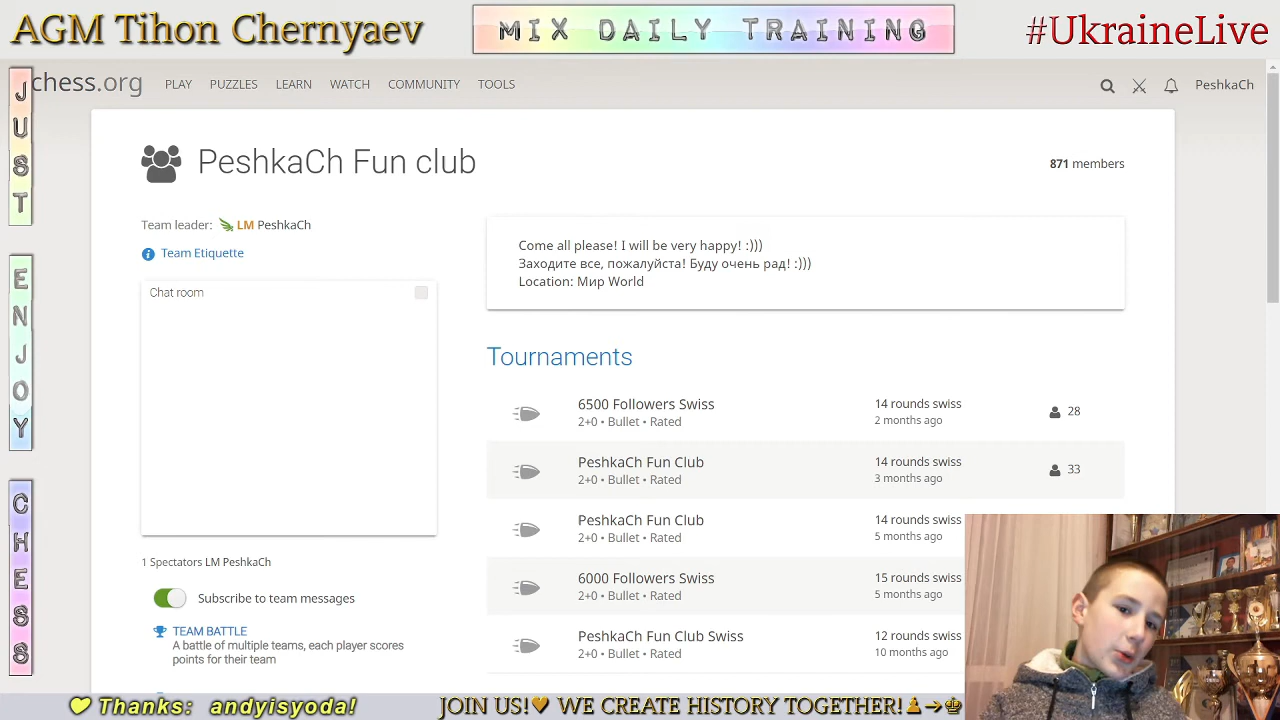 AGM Tihon Chernyaev
MIX DAILY TRAINING
#UkraineLive
chess.org
PLAY
PUZZLES
LEARN
WATCH
COMMUNITY
TOOLS
PeshkaCh
JUST
ENJOY
CHESS
PeshkaCh Fun club
871 members
Team leader: LM PeshkaCh
Team Etiquette
Chat room
1 Spectators LM PeshkaCh
Subscribe to team messages
TEAM BATTLE
A battle of multiple teams, each player scores
points for their team
Come all please! I will be very happy! :)))
Заходите все, пожалуйста! Буду очень рад! :)))
Location: Мир World
Tournaments
6500 Followers Swiss
2+0 • Bullet • Rated
14 rounds swiss
2 months ago
28
PeshkaCh Fun Club
2+0 • Bullet • Rated
14 rounds swiss
3 months ago
33
PeshkaCh Fun Club
2+0 • Bullet • Rated
14 rounds swiss
5 months ago
6000 Followers Swiss
2+0 • Bullet • Rated
15 rounds swiss
5 months ago
PeshkaCh Fun Club Swiss
2+0 • Bullet • Rated
12 rounds swiss
10 months ago
Thanks: andyisyoda!
JOIN US! WE CREATE HISTORY TOGETHER!